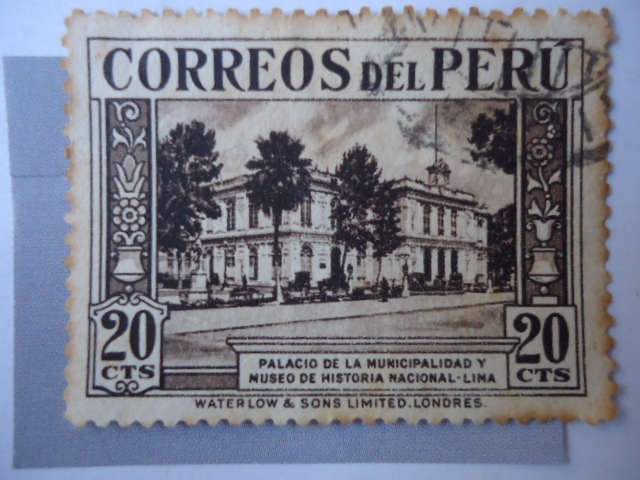 CORREOS DEL PERÚ
20 CTS
20 CTS
PALACIO DE LA MUNICIPALIDAD Y
MUSEO DE HISTORIA NACIONAL-LIMA
WATERLOW & SONS LIMITED. LONDRES.